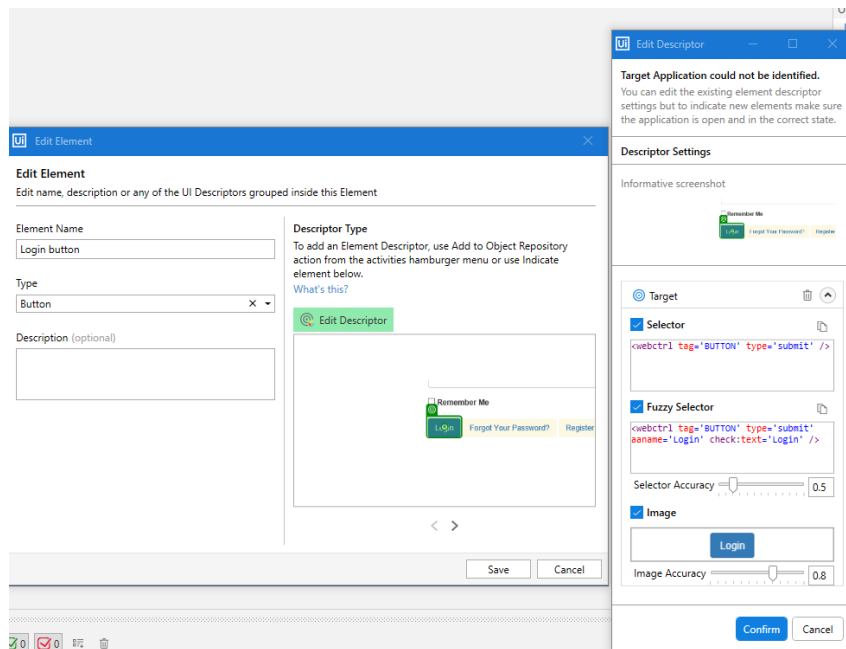 Ui Edit Descriptor
Target Application could not be identified.
You can edit the existing element descriptor
settings but to indicate new elements make sure
the application is open and in the correct state.
Descriptor Settings
Informative screenshot
Remember Me
Login Forgot Your Password? Register
Target
Selector
<webctrl tag='BUTTON' type='submit' />
Fuzzy Selector
<webctrl tag='BUTTON' type='submit'
aaname='Login' check:text='Login' />
Selector Accuracy 0.5
Image
Login
Image Accuracy 0.8
Confirm Cancel
Ui Edit Element
Edit Element
Edit name, description or any of the UI Descriptors grouped inside this Element
Element Name
Login button
Type
Button
Description (optional)
Descriptor Type
To add an Element Descriptor, use Add to Object Repository
action from the activities hamburger menu or use Indicate
element below.
What's this?
Edit Descriptor
Remember Me
Login Forgot Your Password? Register
Save Cancel
0 0